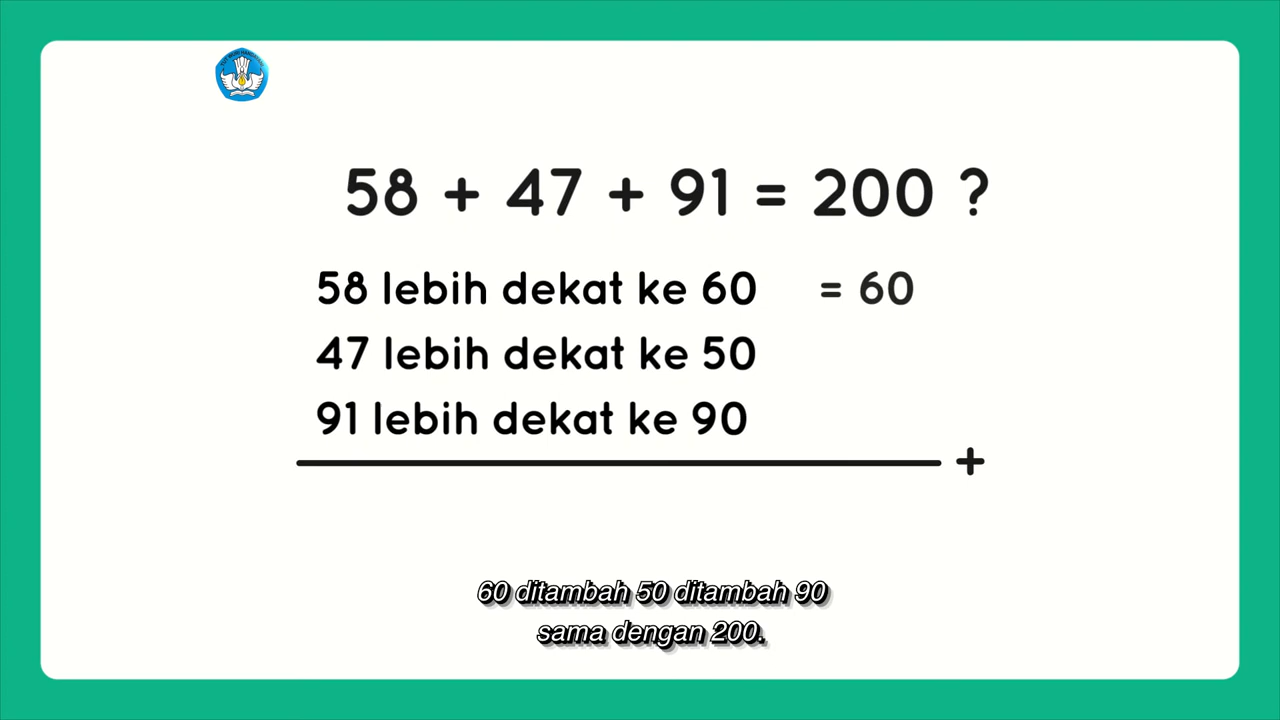 58 + 47 + 91 = 200 ?
58 lebih dekat ke 60 = 60
47 lebih dekat ke 50
91 lebih dekat ke 90
+
60 ditambah 50 ditambah 90
sama dengan 200.